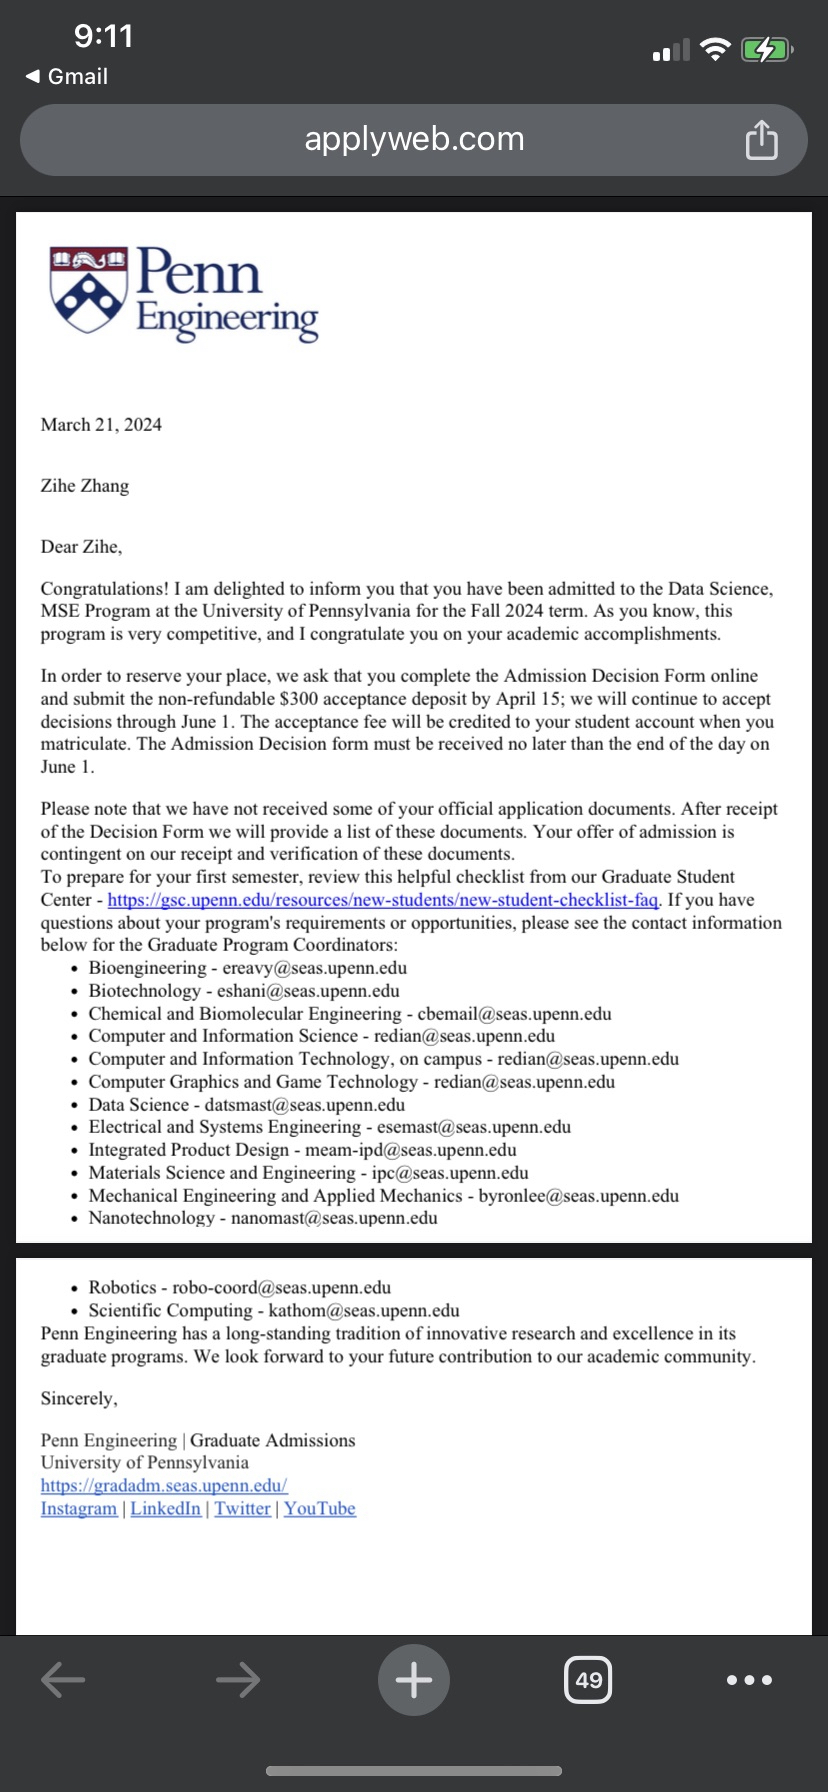 9:11
◀ Gmail
applyweb.com
Penn
Engineering
March 21, 2024
Zihe Zhang
Dear Zihe,
Congratulations! I am delighted to inform you that you have been admitted to the Data Science,
MSE Program at the University of Pennsylvania for the Fall 2024 term. As you know, this
program is very competitive, and I congratulate you on your academic accomplishments.
In order to reserve your place, we ask that you complete the Admission Decision Form online
and submit the non-refundable $300 acceptance deposit by April 15; we will continue to accept
decisions through June 1. The acceptance fee will be credited to your student account when you
matriculate. The Admission Decision form must be received no later than the end of the day on
June 1.
Please note that we have not received some of your official application documents. After receipt
of the Decision Form we will provide a list of these documents. Your offer of admission is
contingent on our receipt and verification of these documents.
To prepare for your first semester, review this helpful checklist from our Graduate Student
Center - https://gsc.upenn.edu/resources/new-students/new-student-checklist-faq. If you have
questions about your program's requirements or opportunities, please see the contact information
below for the Graduate Program Coordinators:
• Bioengineering - ereavy@seas.upenn.edu
• Biotechnology - eshani@seas.upenn.edu
• Chemical and Biomolecular Engineering - cbemail@seas.upenn.edu
• Computer and Information Science - redian@seas.upenn.edu
• Computer and Information Technology, on campus - redian@seas.upenn.edu
• Computer Graphics and Game Technology - redian@seas.upenn.edu
• Data Science - datsmast@seas.upenn.edu
• Electrical and Systems Engineering - esemast@seas.upenn.edu
• Integrated Product Design - meam-ipd@seas.upenn.edu
• Materials Science and Engineering - ipc@seas.upenn.edu
• Mechanical Engineering and Applied Mechanics - byronlee@seas.upenn.edu
• Nanotechnology - nanomast@seas.upenn.edu
• Robotics - robo-coord@seas.upenn.edu
• Scientific Computing - kathom@seas.upenn.edu
Penn Engineering has a long-standing tradition of innovative research and excellence in its
graduate programs. We look forward to your future contribution to our academic community.
Sincerely,
Penn Engineering | Graduate Admissions
University of Pennsylvania
https://gradadm.seas.upenn.edu/
Instagram | LinkedIn | Twitter | YouTube
49